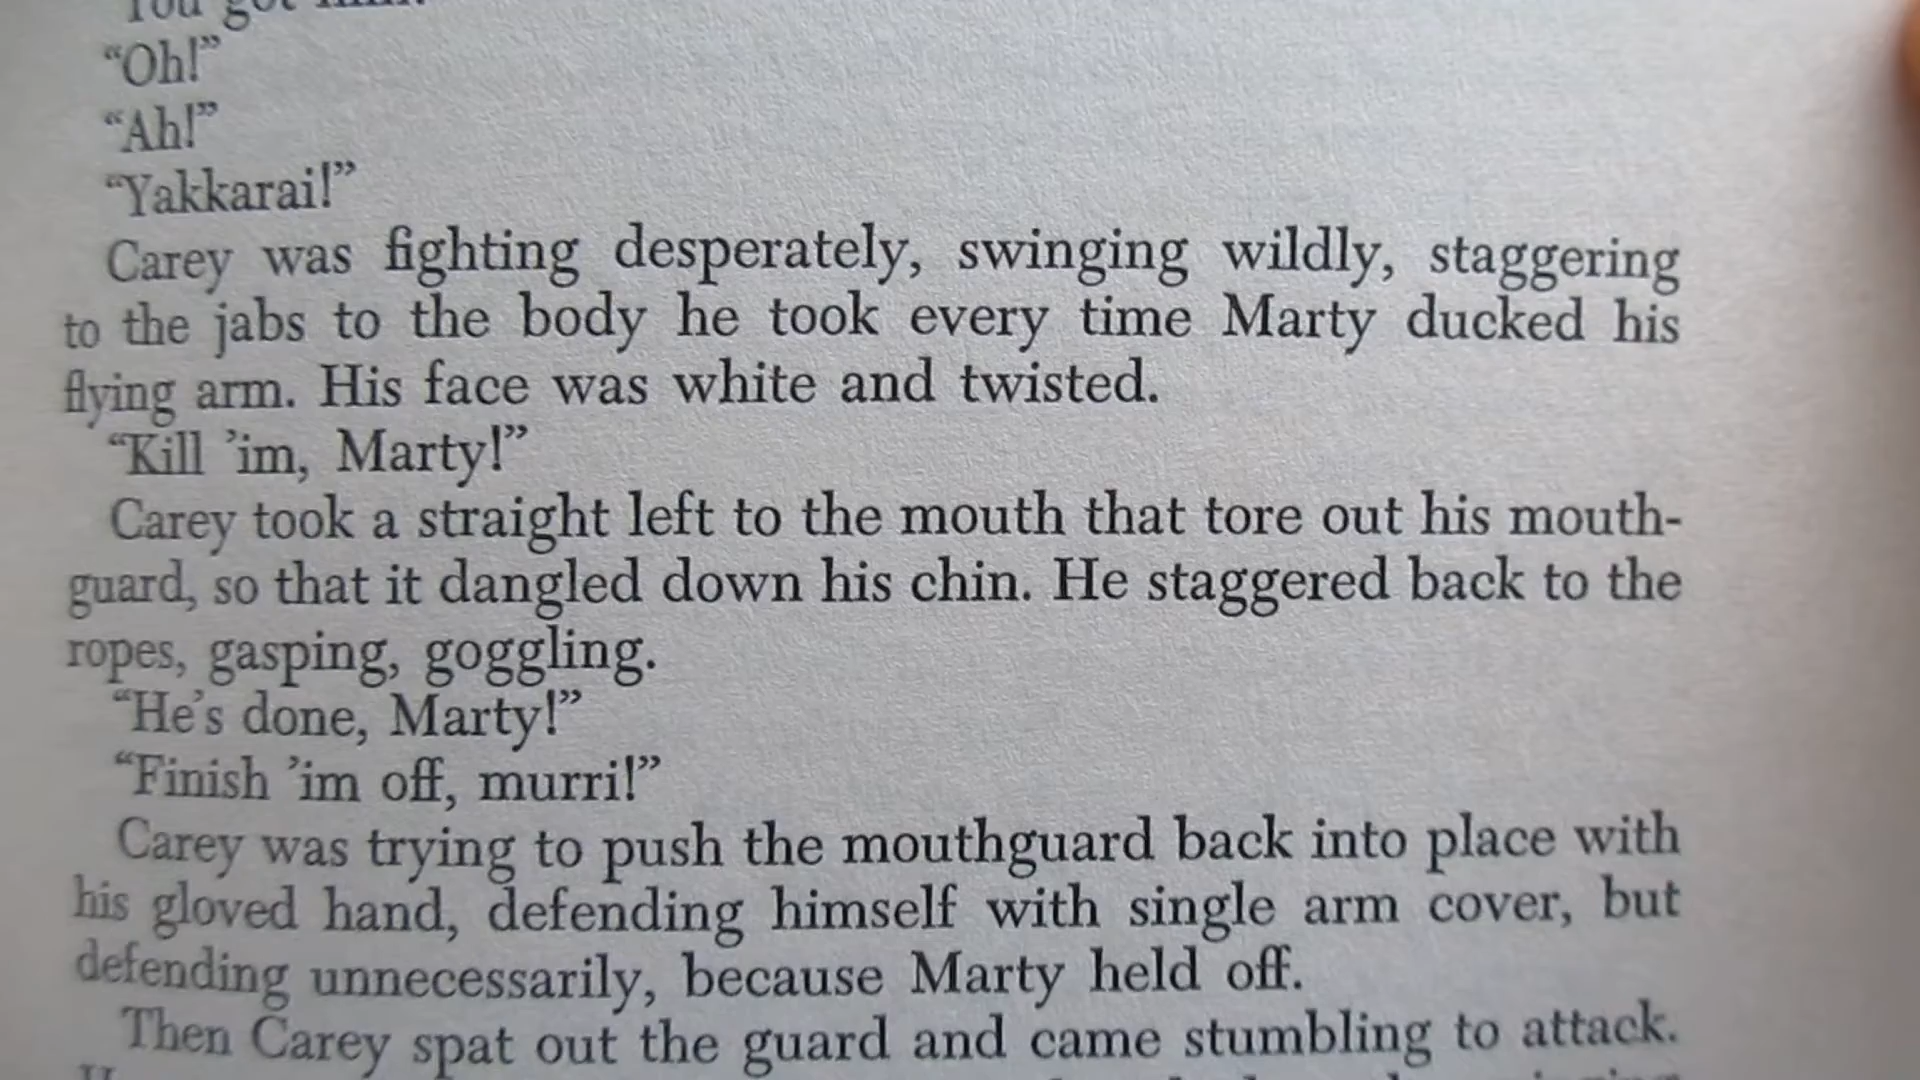 You got him!
“Oh!”
“Ah!”
“Yakkarai!”
Carey was fighting desperately, swinging wildly, staggering
to the jabs to the body he took every time Marty ducked his
flying arm. His face was white and twisted.
“Kill ’im, Marty!”
Carey took a straight left to the mouth that tore out his mouth-
guard, so that it dangled down his chin. He staggered back to the
ropes, gasping, goggling.
“He’s done, Marty!”
“Finish ’im off, murri!”
Carey was trying to push the mouthguard back into place with
his gloved hand, defending himself with single arm cover, but
defending unnecessarily, because Marty held off.
Then Carey spat out the guard and came stumbling to attack.